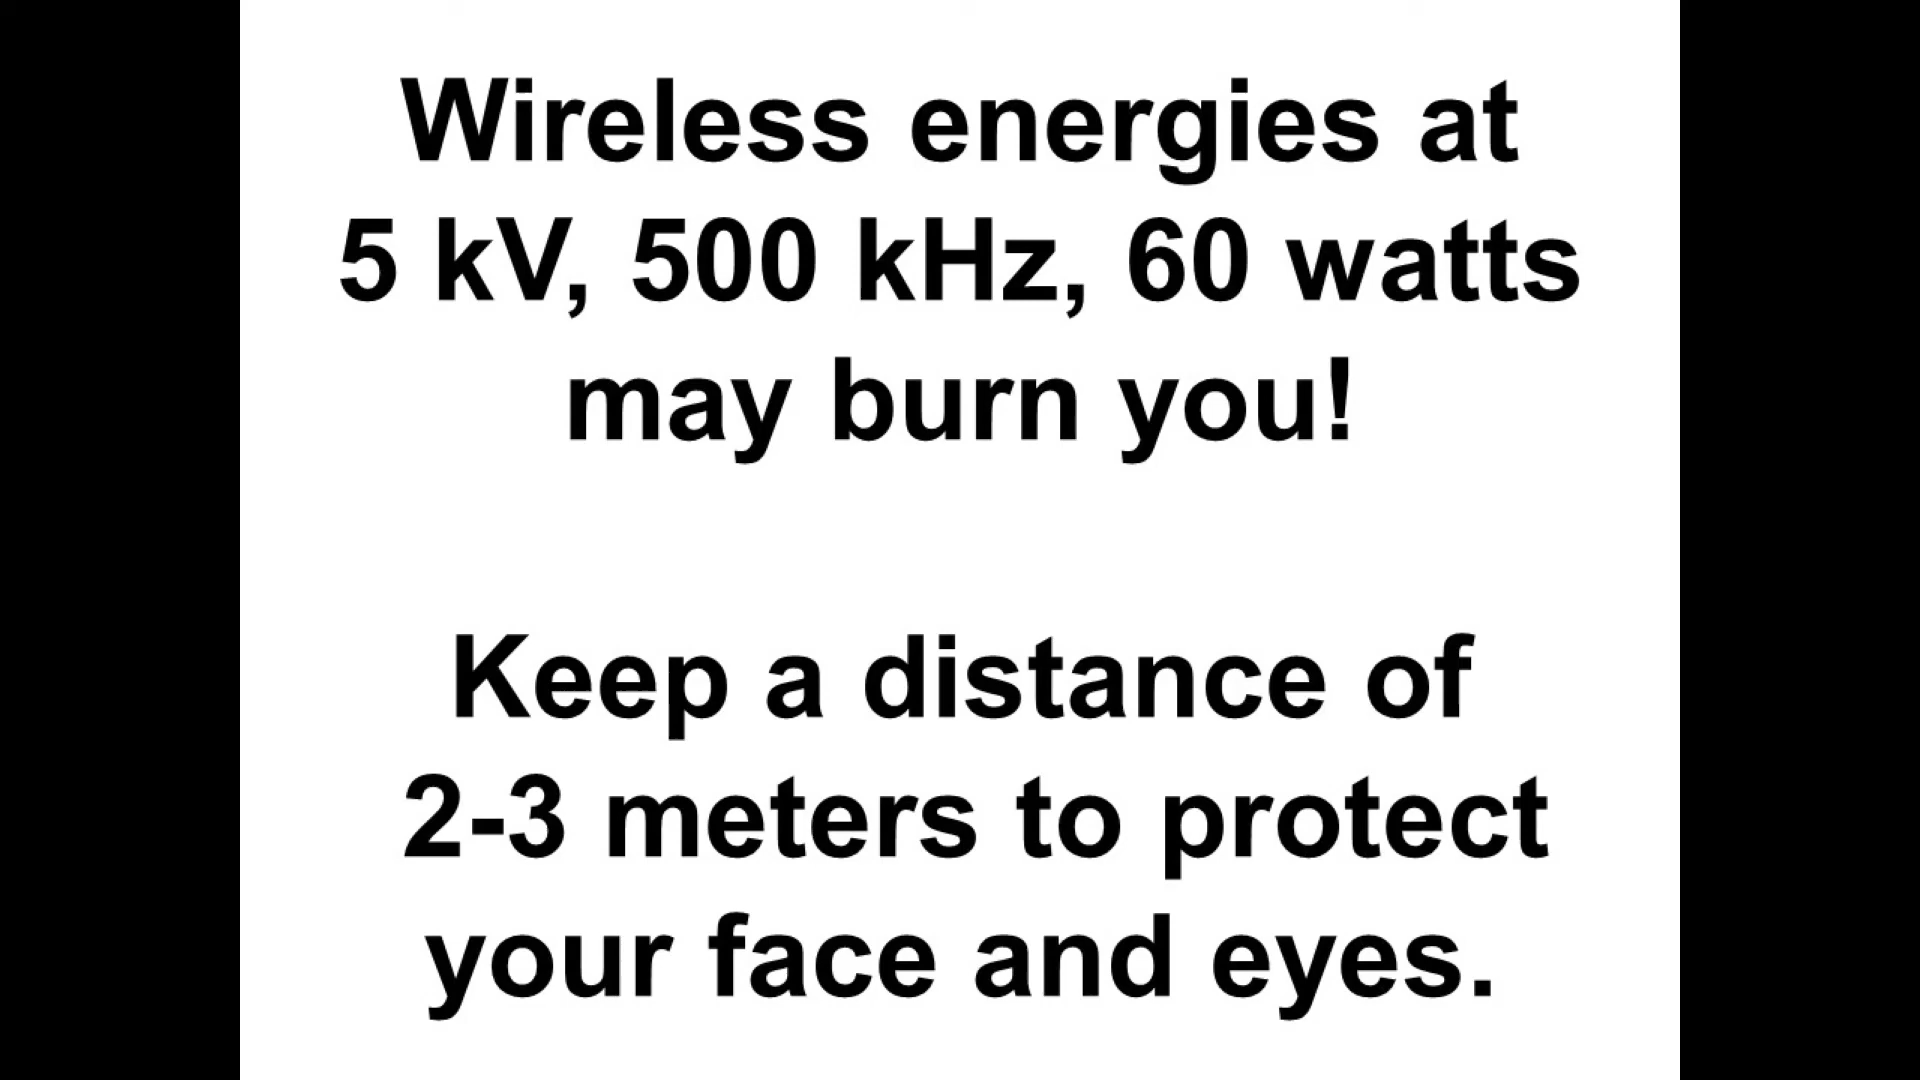 Wireless energies at
5 kV, 500 kHz, 60 watts
may burn you!
Keep a distance of
2-3 meters to protect
your face and eyes.